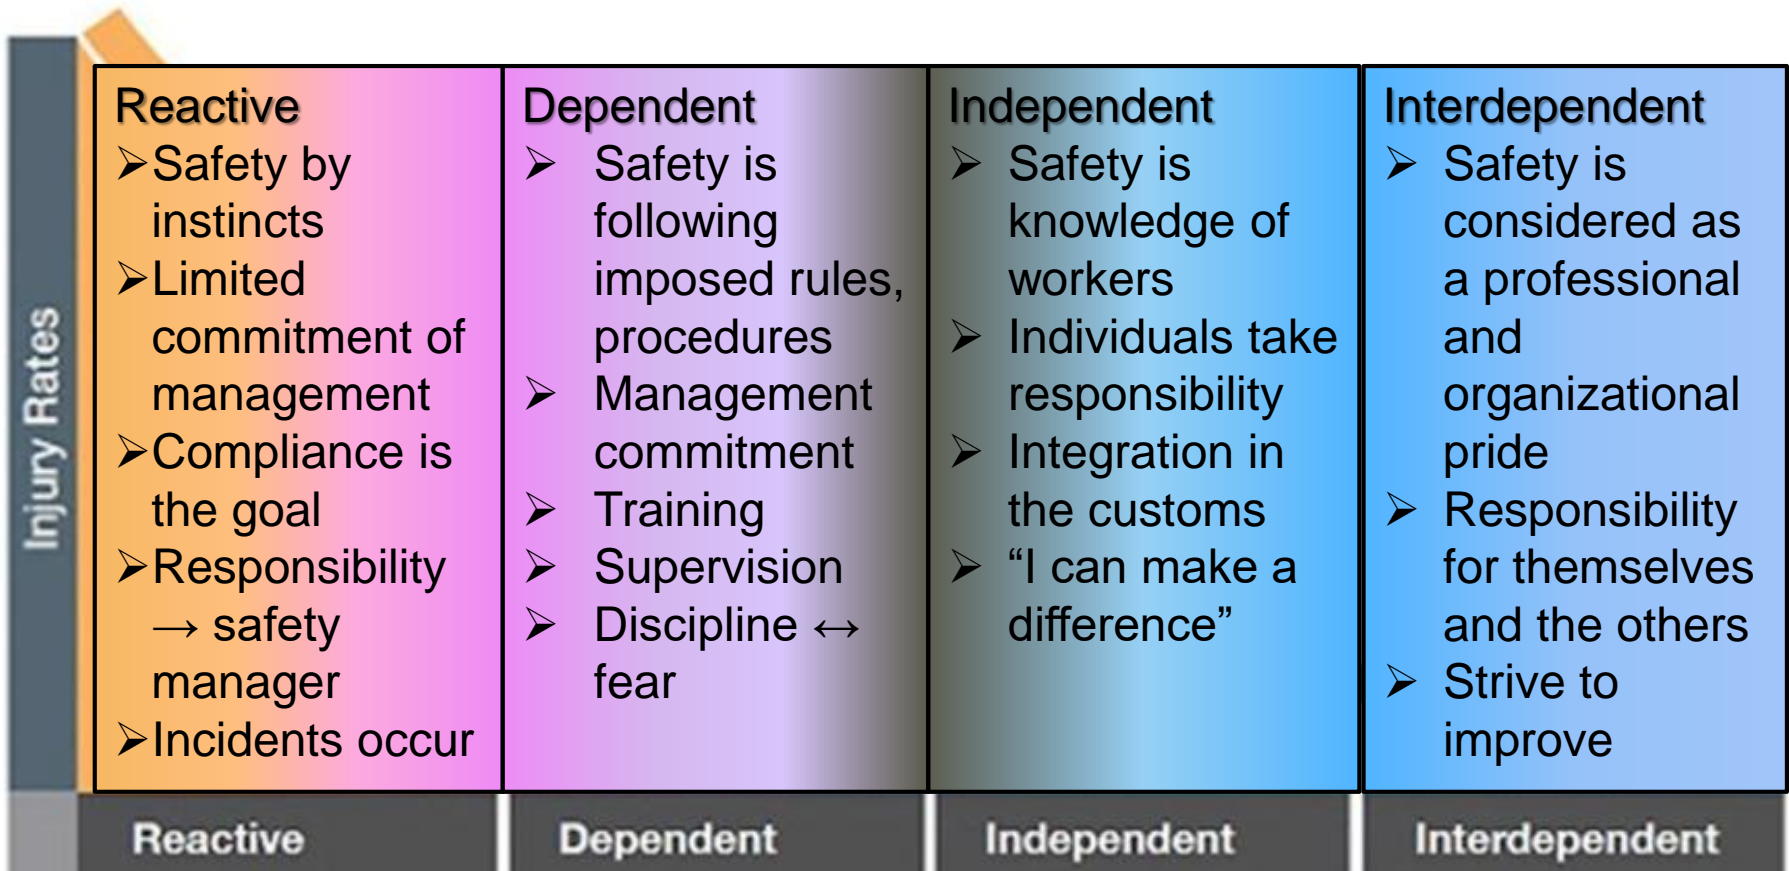 Injury Rates
Reactive
➢Safety by
instincts
➢Limited
commitment of
management
➢Compliance is
the goal
➢Responsibility
→ safety
manager
➢Incidents occur
Dependent
➢ Safety is
following
imposed rules,
procedures
➢ Management
commitment
➢ Training
➢ Supervision
➢ Discipline ↔
fear
Independent
➢ Safety is
knowledge of
workers
➢ Individuals take
responsibility
➢ Integration in
the customs
➢ “I can make a
difference”
Interdependent
➢ Safety is
considered as
a professional
and
organizational
pride
➢ Responsibility
for themselves
and the others
➢ Strive to
improve
Reactive
Dependent
Independent
Interdependent